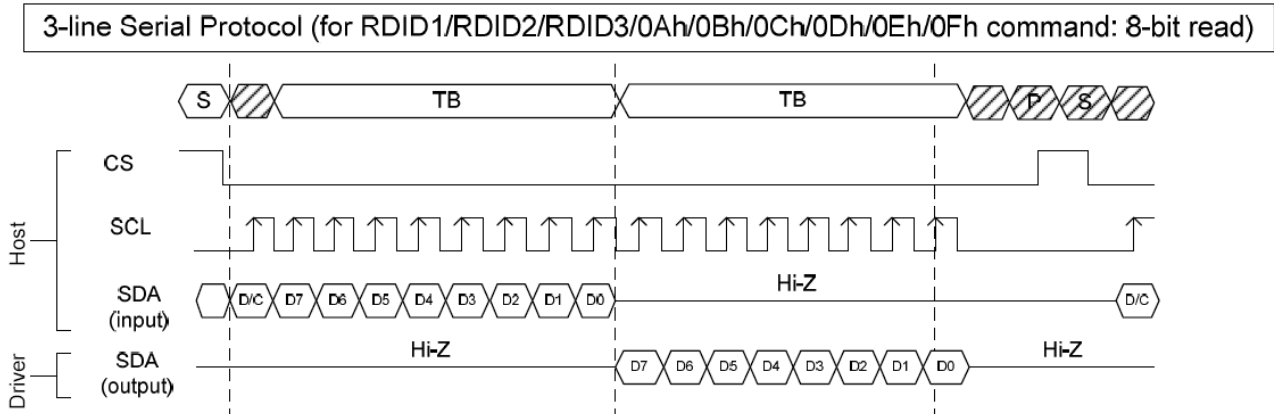 3-line Serial Protocol (for RDID1/RDID2/RDID3/0Ah/0Bh/0Ch/0Dh/0Eh/0Fh command: 8-bit read)
S TB TB P S
CS
SCL
Host
SDA
(input)
D/C D7 D6 D5 D4 D3 D2 D1 D0 Hi-Z D/C
Driver
SDA
(output)
Hi-Z D7 D6 D5 D4 D3 D2 D1 D0 Hi-Z